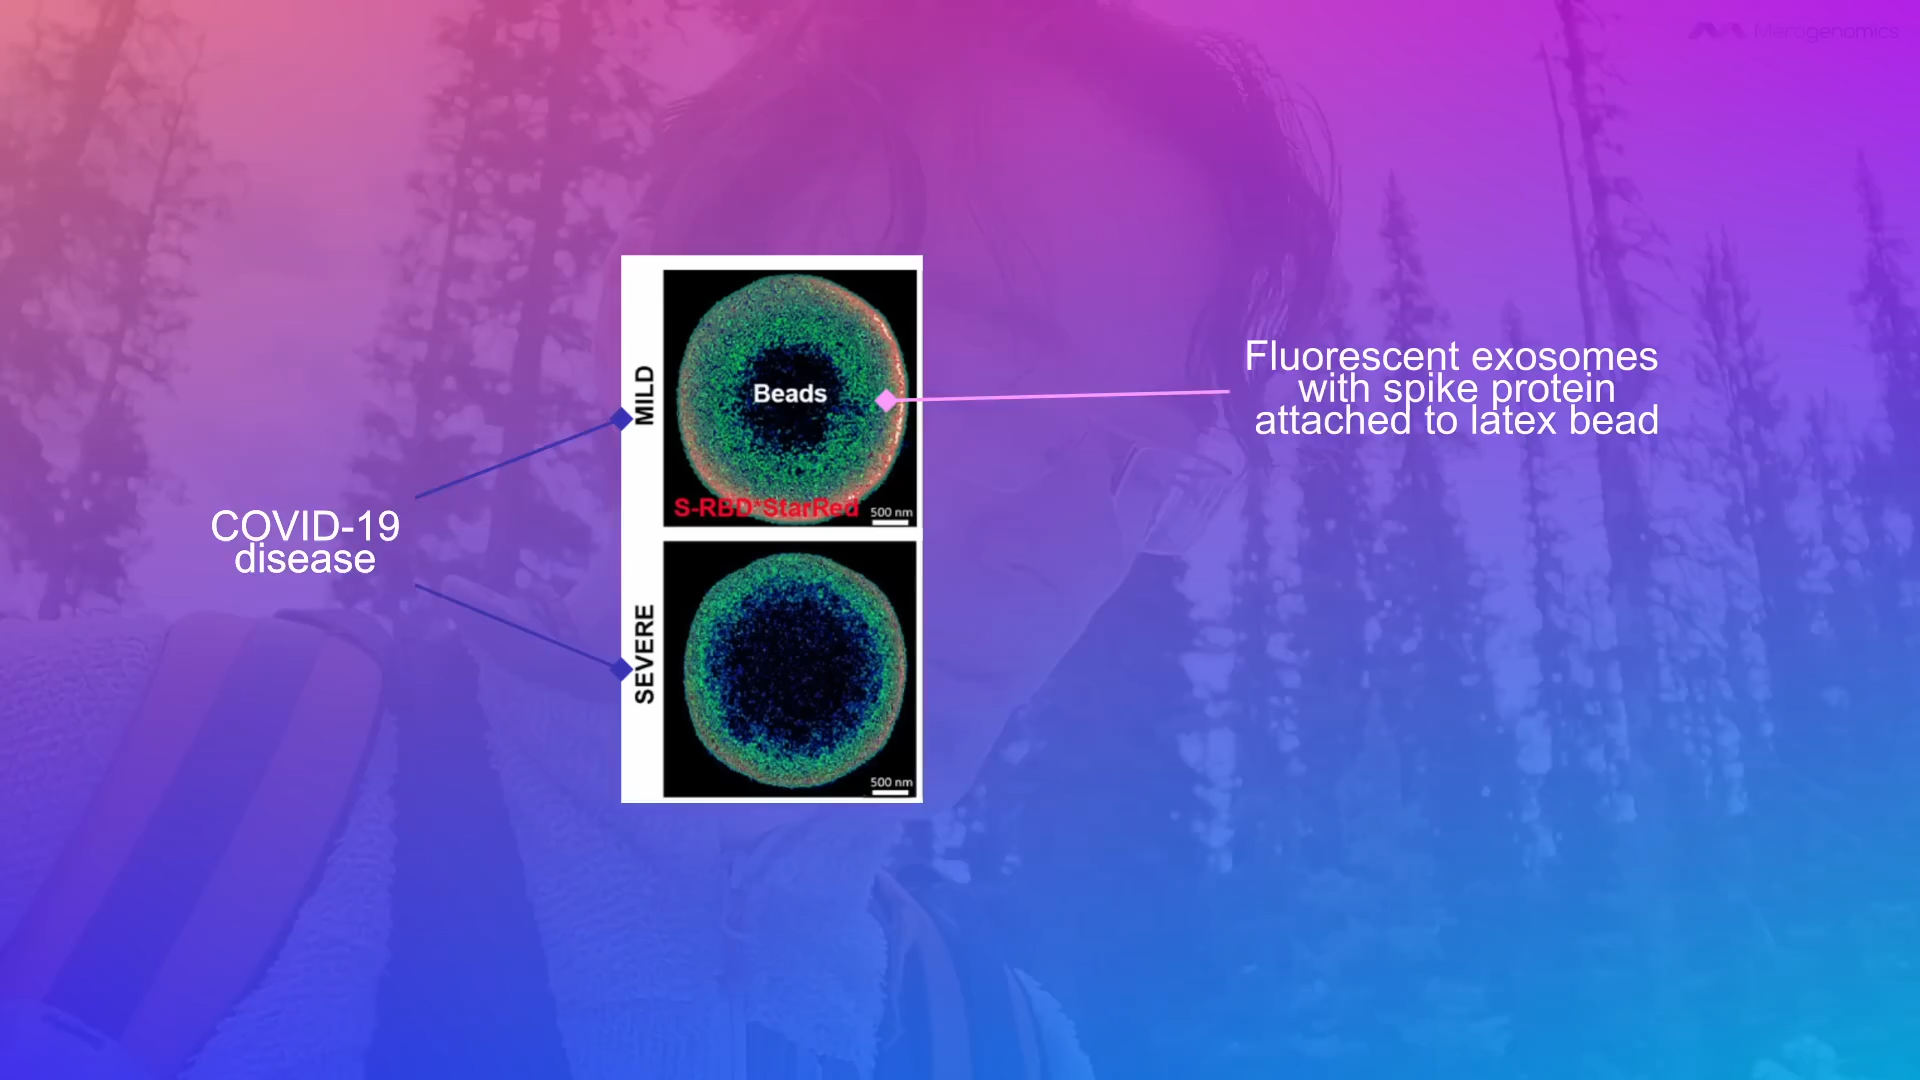 Merogenomics
MILD
Beads
S-RBD*StarRed
500 nm
Fluorescent exosomes
with spike protein
attached to latex bead
COVID-19
disease
SEVERE
500 nm